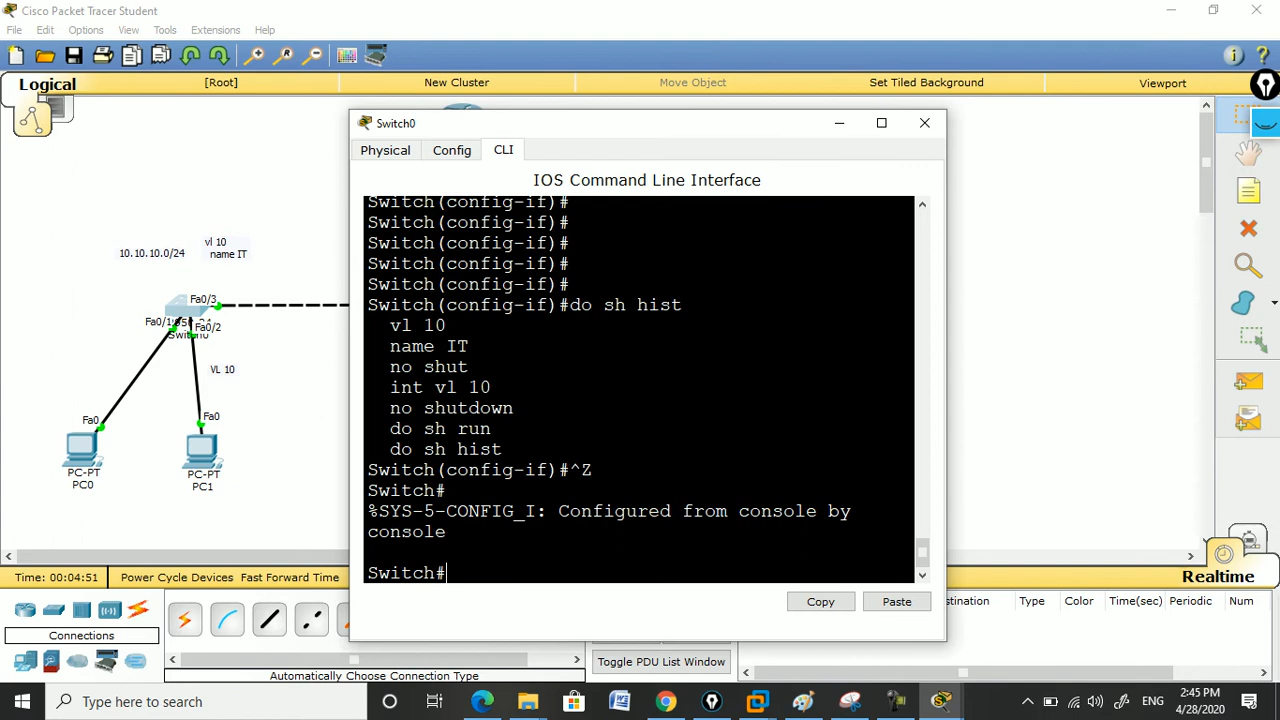 Cisco Packet Tracer Student
File Edit Options View Tools Extensions Help
Logical [Root] New Cluster Move Object Set Tiled Background Viewport
Switch0
Physical Config CLI
IOS Command Line Interface
Switch(config-if)#
Switch(config-if)#
Switch(config-if)#
Switch(config-if)#
Switch(config-if)#
Switch(config-if)#do sh hist
vl 10
name IT
no shut
int vl 10
no shutdown
do sh run
do sh hist
Switch(config-if)#^Z
Switch#
%SYS-5-CONFIG_I: Configured from console by
console
Switch#
Copy Paste
vl 10
10.10.10.0/24 name IT
Fa0/3
Fa0/1
Fa0/2
VL 10
Fa0 Fa0
PC-PT
PC0
PC-PT
PC1
Time: 00:04:51 Power Cycle Devices Fast Forward Time
Realtime
Connections
Automatically Choose Connection Type
Toggle PDU List Window
stination Type Color Time(sec) Periodic Num
Type here to search
ENG
2:45 PM
4/28/2020